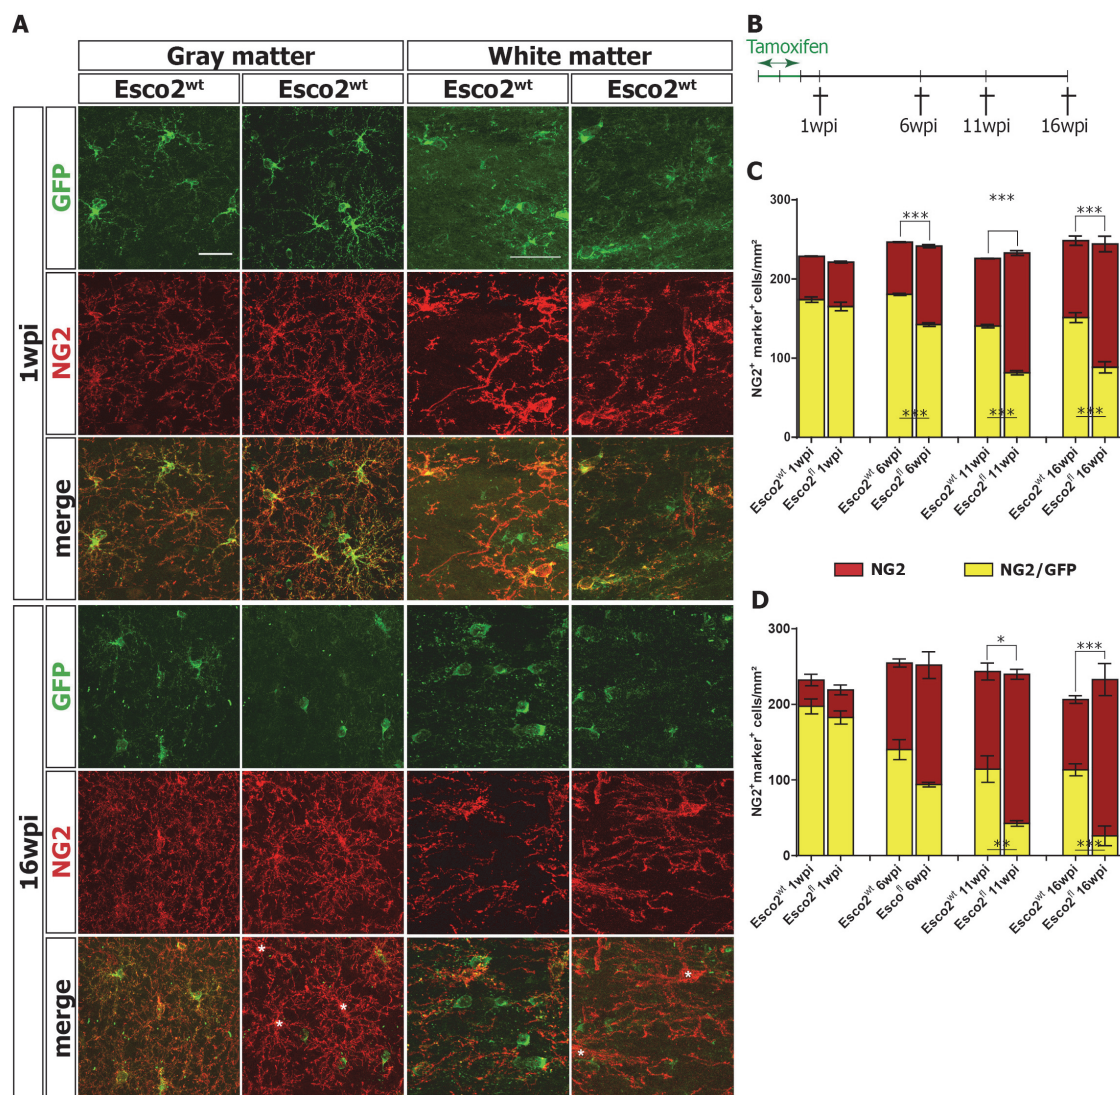 A
Gray matter
White matter
Esco2ʷᵗ
Esco2ʷᵗ
Esco2ʷᵗ
Esco2ʷᵗ
1wpi
GFP
NG2
merge
16wpi
GFP
NG2
merge
*
*
*
*
*
B
Tamoxifen
1wpi
6wpi
11wpi
16wpi
C
NG2⁺ marker⁺ cells/mm²
300
200
100
0
***
***
***
***
***
***
Esco2ʷᵗ 1wpi
Esco2ᶠˡ 1wpi
Esco2ʷᵗ 6wpi
Esco2ᶠˡ 6wpi
Esco2ʷᵗ 11wpi
Esco2ᶠˡ 11wpi
Esco2ʷᵗ 16wpi
Esco2ᶠˡ 16wpi
NG2
NG2/GFP
D
NG2⁺marker⁺ cells/mm²
300
200
100
0
*
***
**
***
Esco2ʷᵗ 1wpi
Esco2ᶠˡ 1wpi
Esco2ʷᵗ 6wpi
Escoᶠˡ 6wpi
Esco2ʷᵗ 11wpi
Esco2ᶠˡ 11wpi
Esco2ʷᵗ 16wpi
Esco2ᶠˡ 16wpi